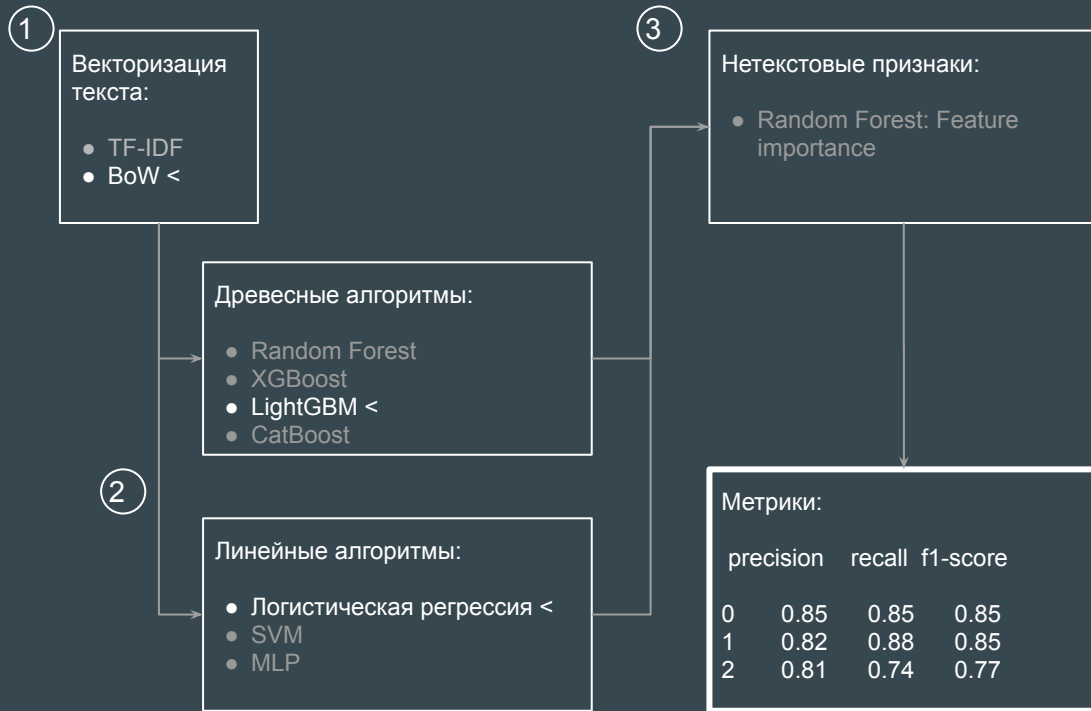 1
Векторизация
текста:
● TF-IDF
● BoW <
Древесные алгоритмы:
● Random Forest
● XGBoost
● LightGBM <
● CatBoost
2
Линейные алгоритмы:
● Логистическая регрессия <
● SVM
● MLP
3
Нетекстовые признаки:
● Random Forest: Feature
importance
Метрики:
precision recall f1-score
0 0.85 0.85 0.85
1 0.82 0.88 0.85
2 0.81 0.74 0.77